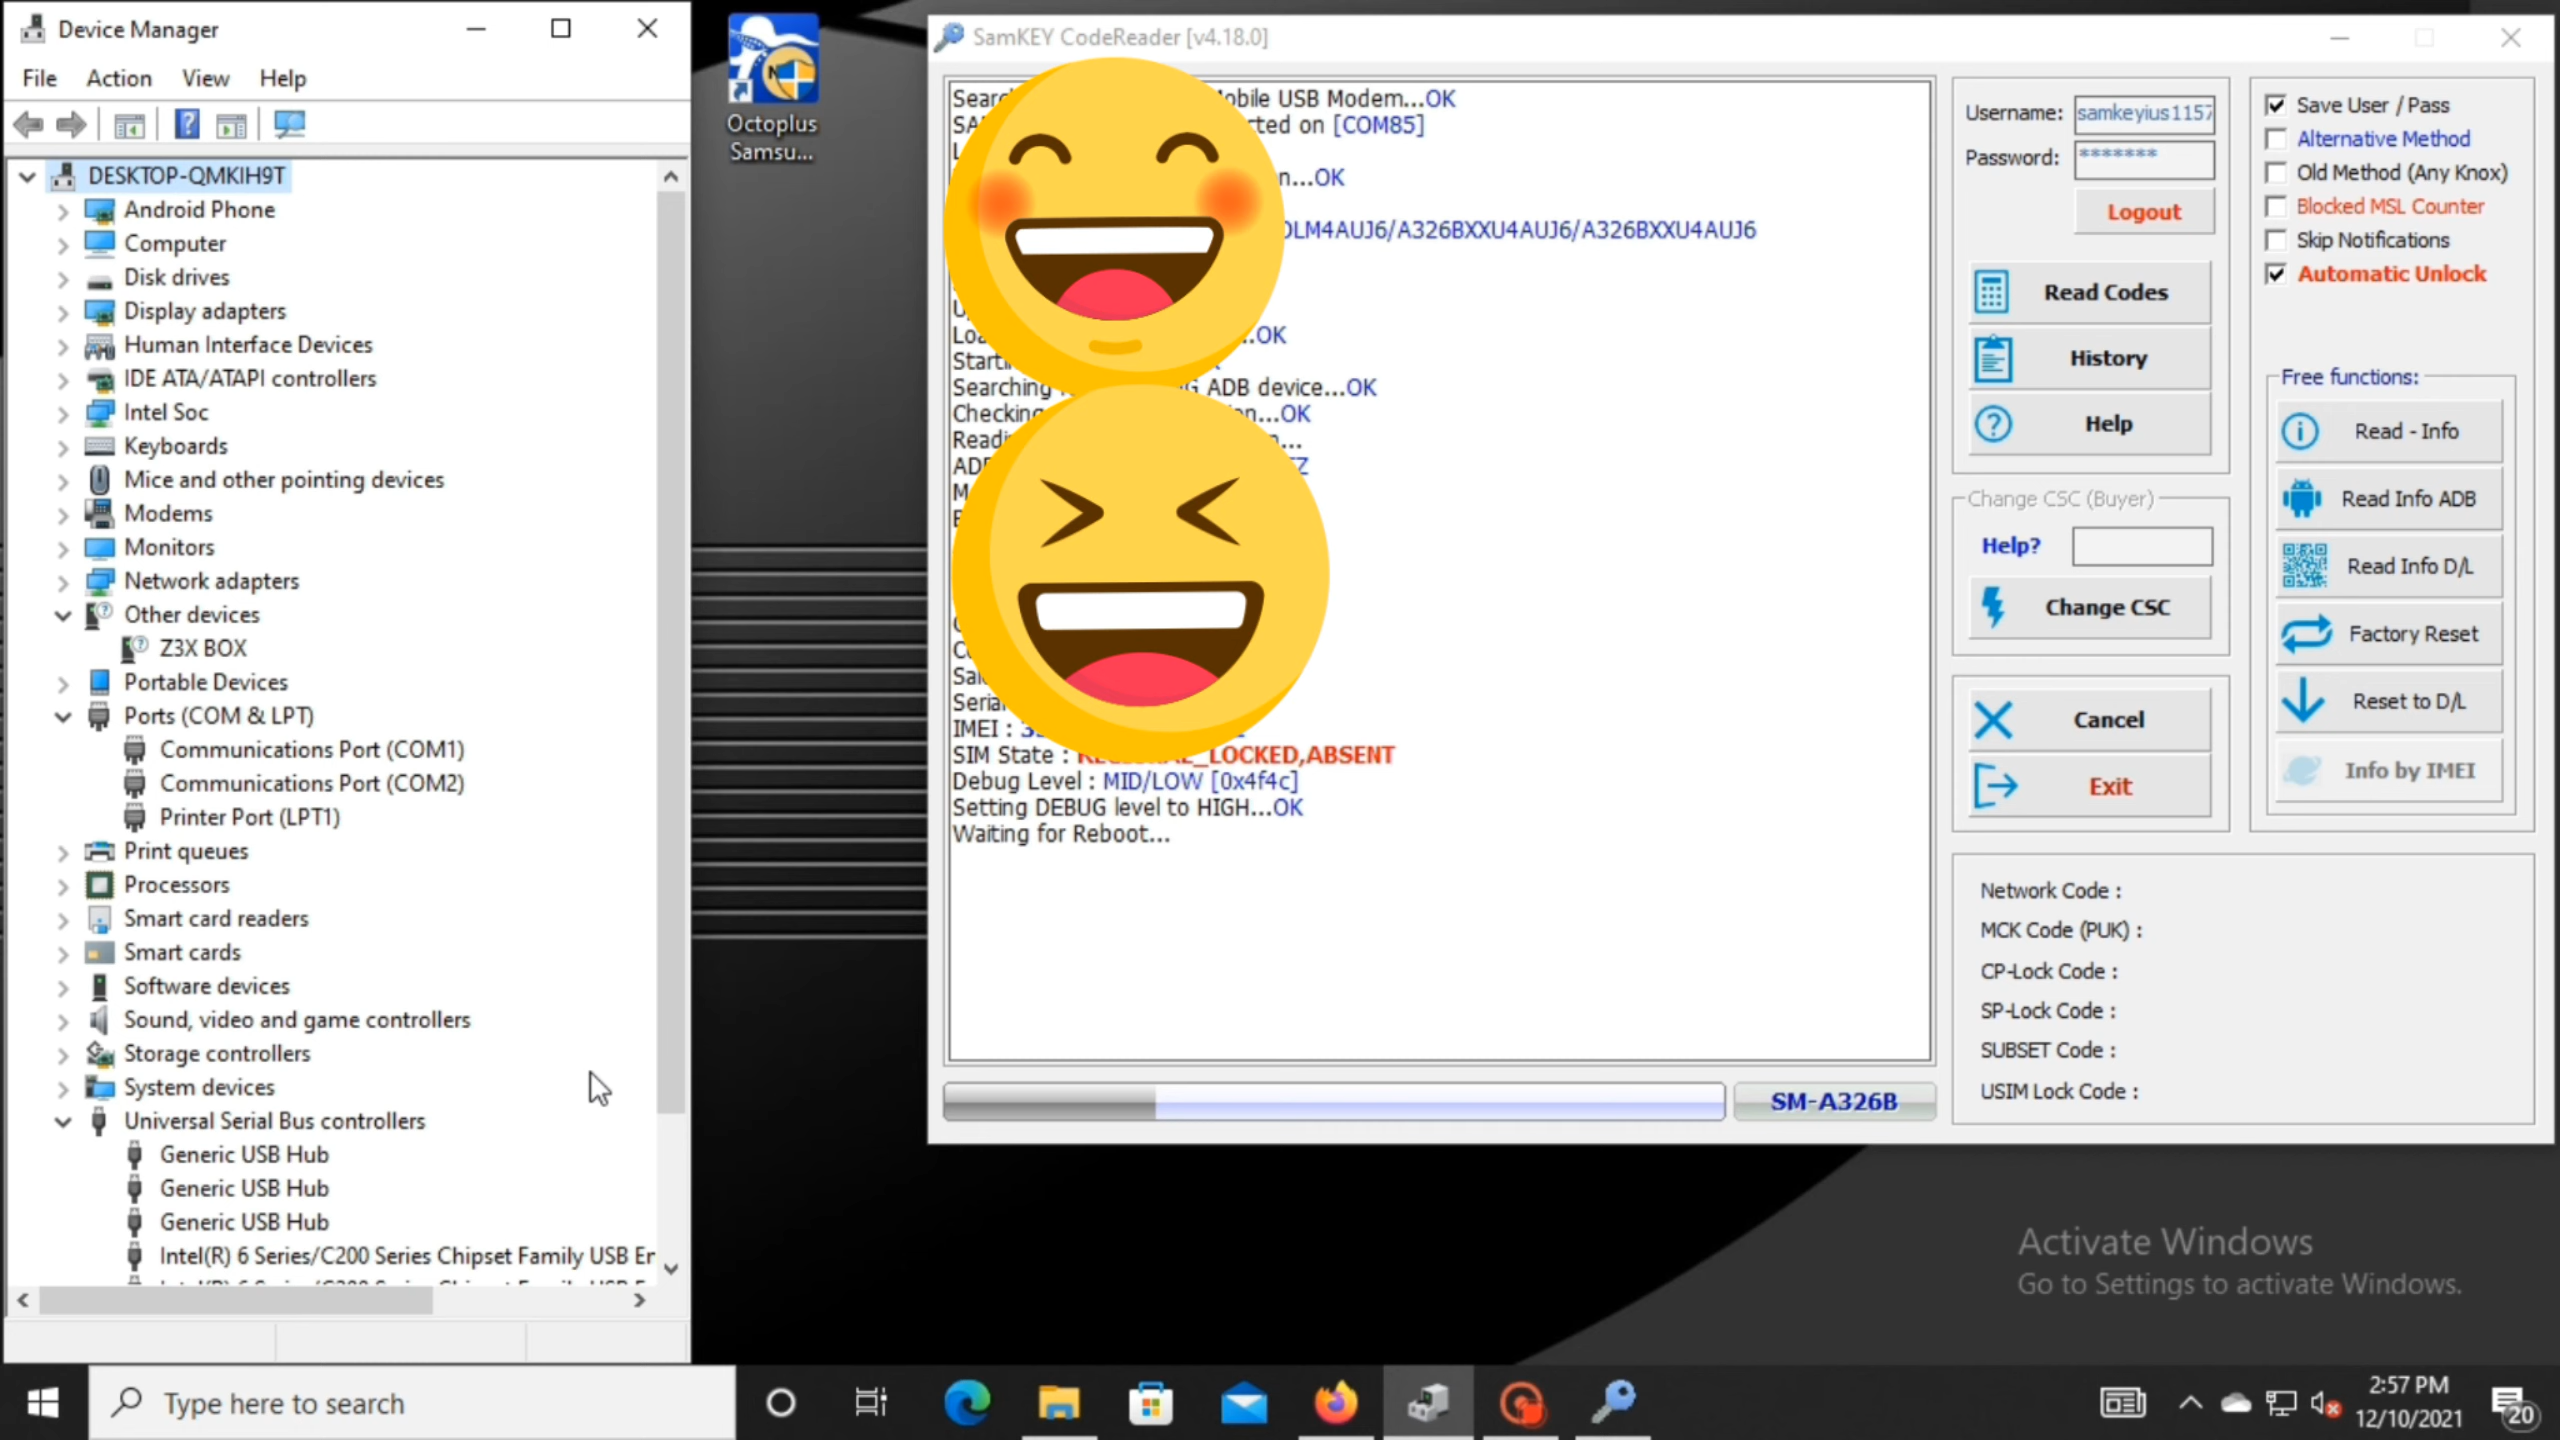 Device Manager
File Action View Help
DESKTOP-QMKIH9T
Android Phone
Computer
Disk drives
Display adapters
Human Interface Devices
IDE ATA/ATAPI controllers
Intel Soc
Keyboards
Mice and other pointing devices
Modems
Monitors
Network adapters
Other devices
Z3X BOX
Portable Devices
Ports (COM & LPT)
Communications Port (COM1)
Communications Port (COM2)
Printer Port (LPT1)
Print queues
Processors
Smart card readers
Smart cards
Software devices
Sound, video and game controllers
Storage controllers
System devices
Universal Serial Bus controllers
Generic USB Hub
Generic USB Hub
Generic USB Hub
Intel(R) 6 Series/C200 Series Chipset Family USB
Octoplus
Samsu...
SamKEY CodeReader [v4.18.0]
USB Modem...OK
on [COM85]
OK
/A326BXXU4AUJ6/A326BXXU4AUJ6
OK
Searching ADB device...OK
Checking OK
IMEI :
SIM State : LOCKED,ABSENT
Debug Level : MID/LOW [0x4f4c]
Setting DEBUG level to HIGH...OK
Waiting for Reboot...
SM-A326B
Username: samkeyius1157
Password: *******
Logout
Read Codes
History
Help
Change CSC (Buyer)
Help?
Change CSC
Cancel
Exit
Save User / Pass
Alternative Method
Old Method (Any Knox)
Blocked MSL Counter
Skip Notifications
Automatic Unlock
Free functions:
Read - Info
Read Info ADB
Read Info D/L
Factory Reset
Reset to D/L
Info by IMEI
Network Code :
MCK Code (PUK) :
CP-Lock Code :
SP-Lock Code :
SUBSET Code :
USIM Lock Code :
Activate Windows
Go to Settings to activate Windows.
Type here to search
2:57 PM
12/10/2021
20